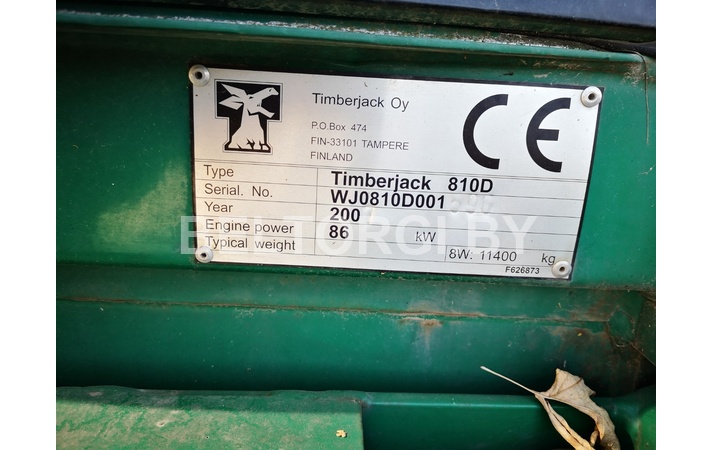 Timberjack Oy
P.O.Box 474
FIN-33101 TAMPERE
FINLAND
CE
Type Timberjack 810D
Serial. No. WJ0810D001
Year 200
Engine power 86 kW
Typical weight 8W: 11400 kg
F626873
BELTORGI.BY